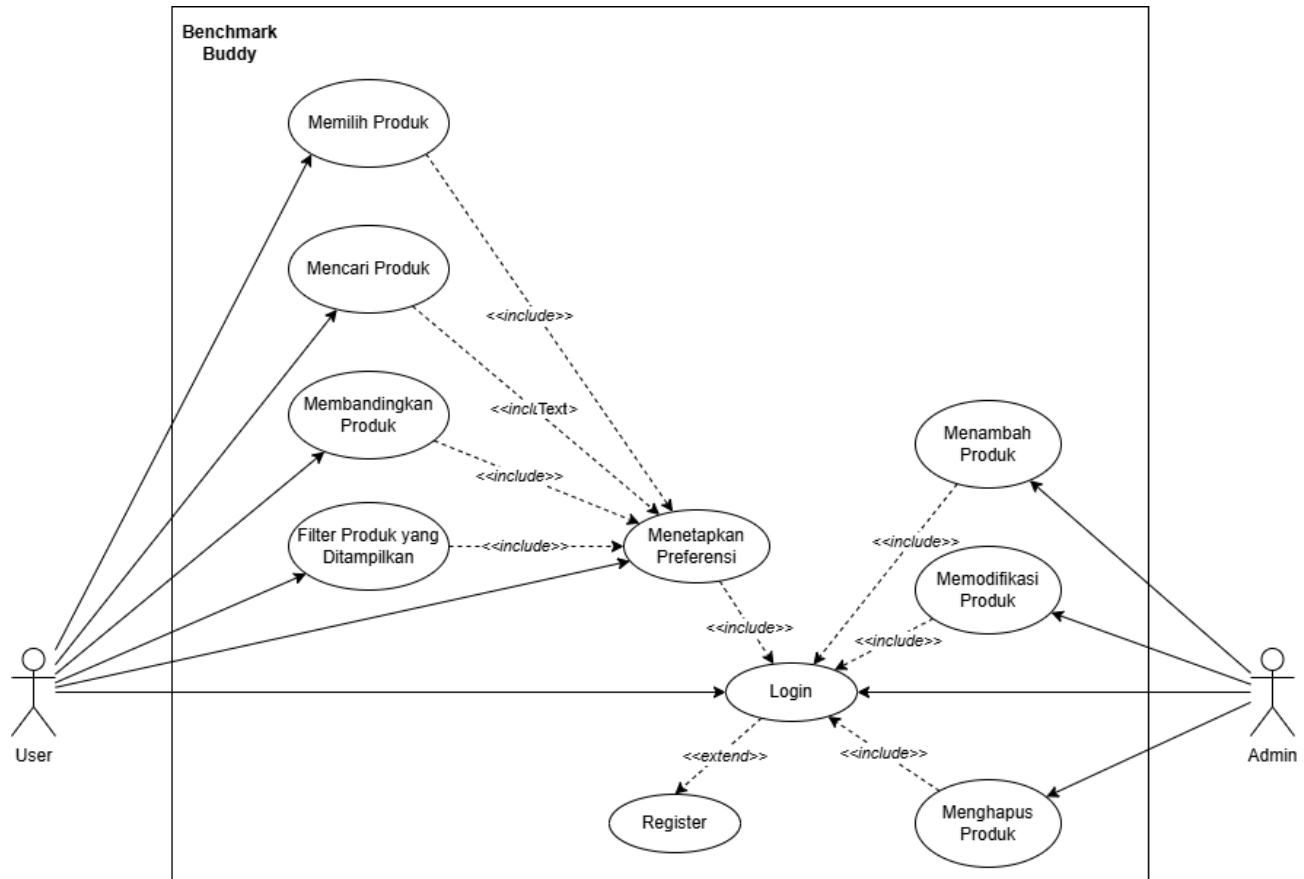 Benchmark
Buddy
Memilih Produk
Mencari Produk
<<include>>
Membandingkan
Produk
<<incluText>
Menambah
Produk
<<include>>
Filter Produk yang
Ditampilkan
<<include>>
Menetapkan
Preferensi
<<include>>
Memodifikasi
Produk
<<include>>
<<include>>
Login
User
Admin
<<extend>>
<<include>>
Register
Menghapus
Produk